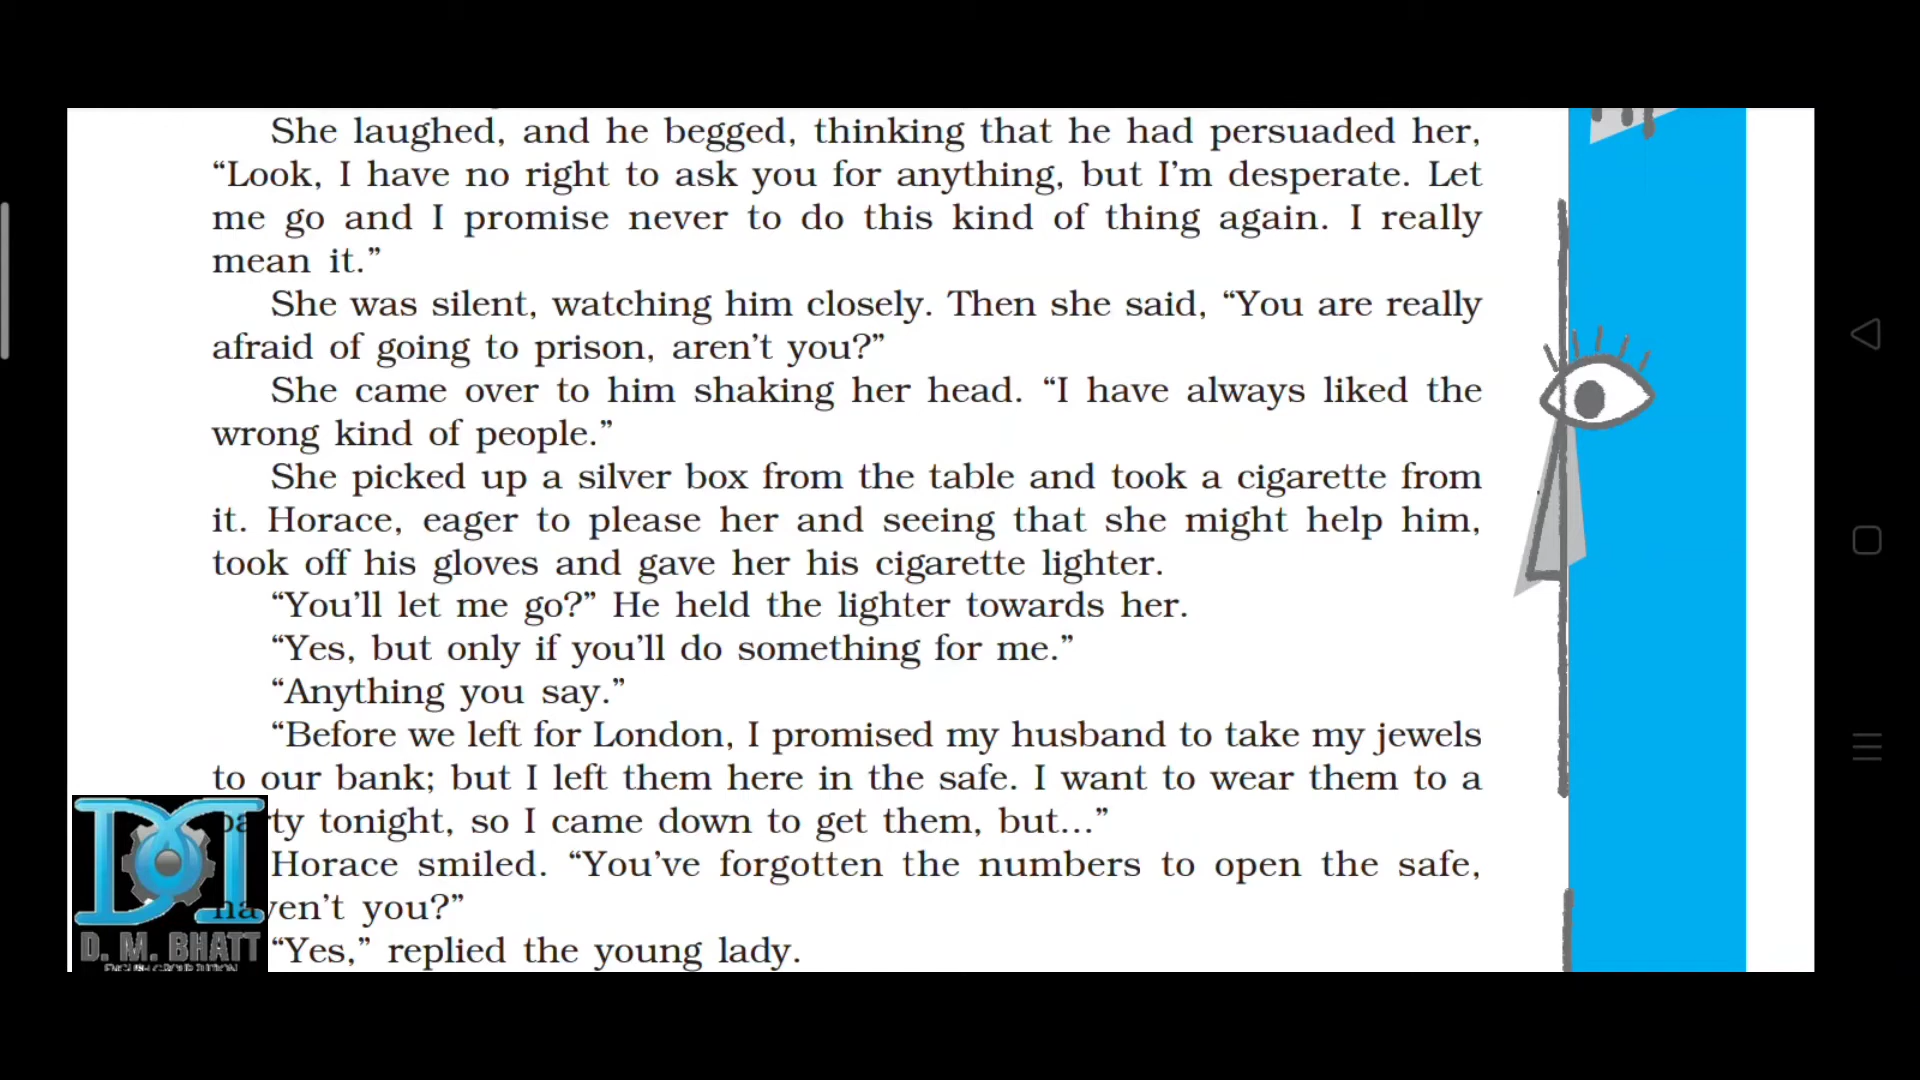 She laughed, and he begged, thinking that he had persuaded her,
“Look, I have no right to ask you for anything, but I’m desperate. Let
me go and I promise never to do this kind of thing again. I really
mean it.”
She was silent, watching him closely. Then she said, “You are really
afraid of going to prison, aren’t you?”
She came over to him shaking her head. “I have always liked the
wrong kind of people.”
She picked up a silver box from the table and took a cigarette from
it. Horace, eager to please her and seeing that she might help him,
took off his gloves and gave her his cigarette lighter.
“You’ll let me go?” He held the lighter towards her.
“Yes, but only if you’ll do something for me.”
“Anything you say.”
“Before we left for London, I promised my husband to take my jewels
to our bank; but I left them here in the safe. I want to wear them to a
party tonight, so I came down to get them, but...”
Horace smiled. “You’ve forgotten the numbers to open the safe,
haven’t you?”
“Yes,” replied the young lady.
D. M. BHATT